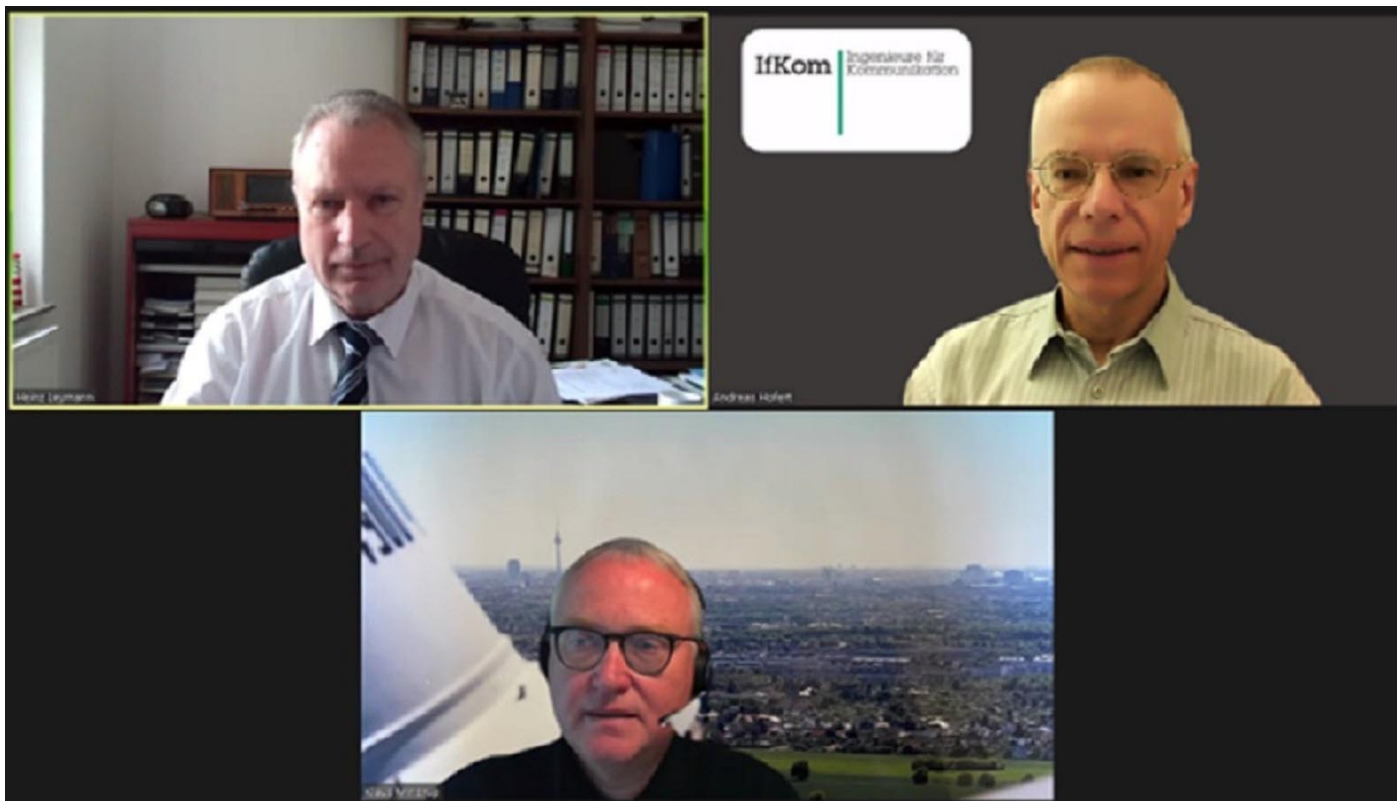 IfKom
Ingenieure für
Kommunikation
Heinz Leymann
Andreas Hofert